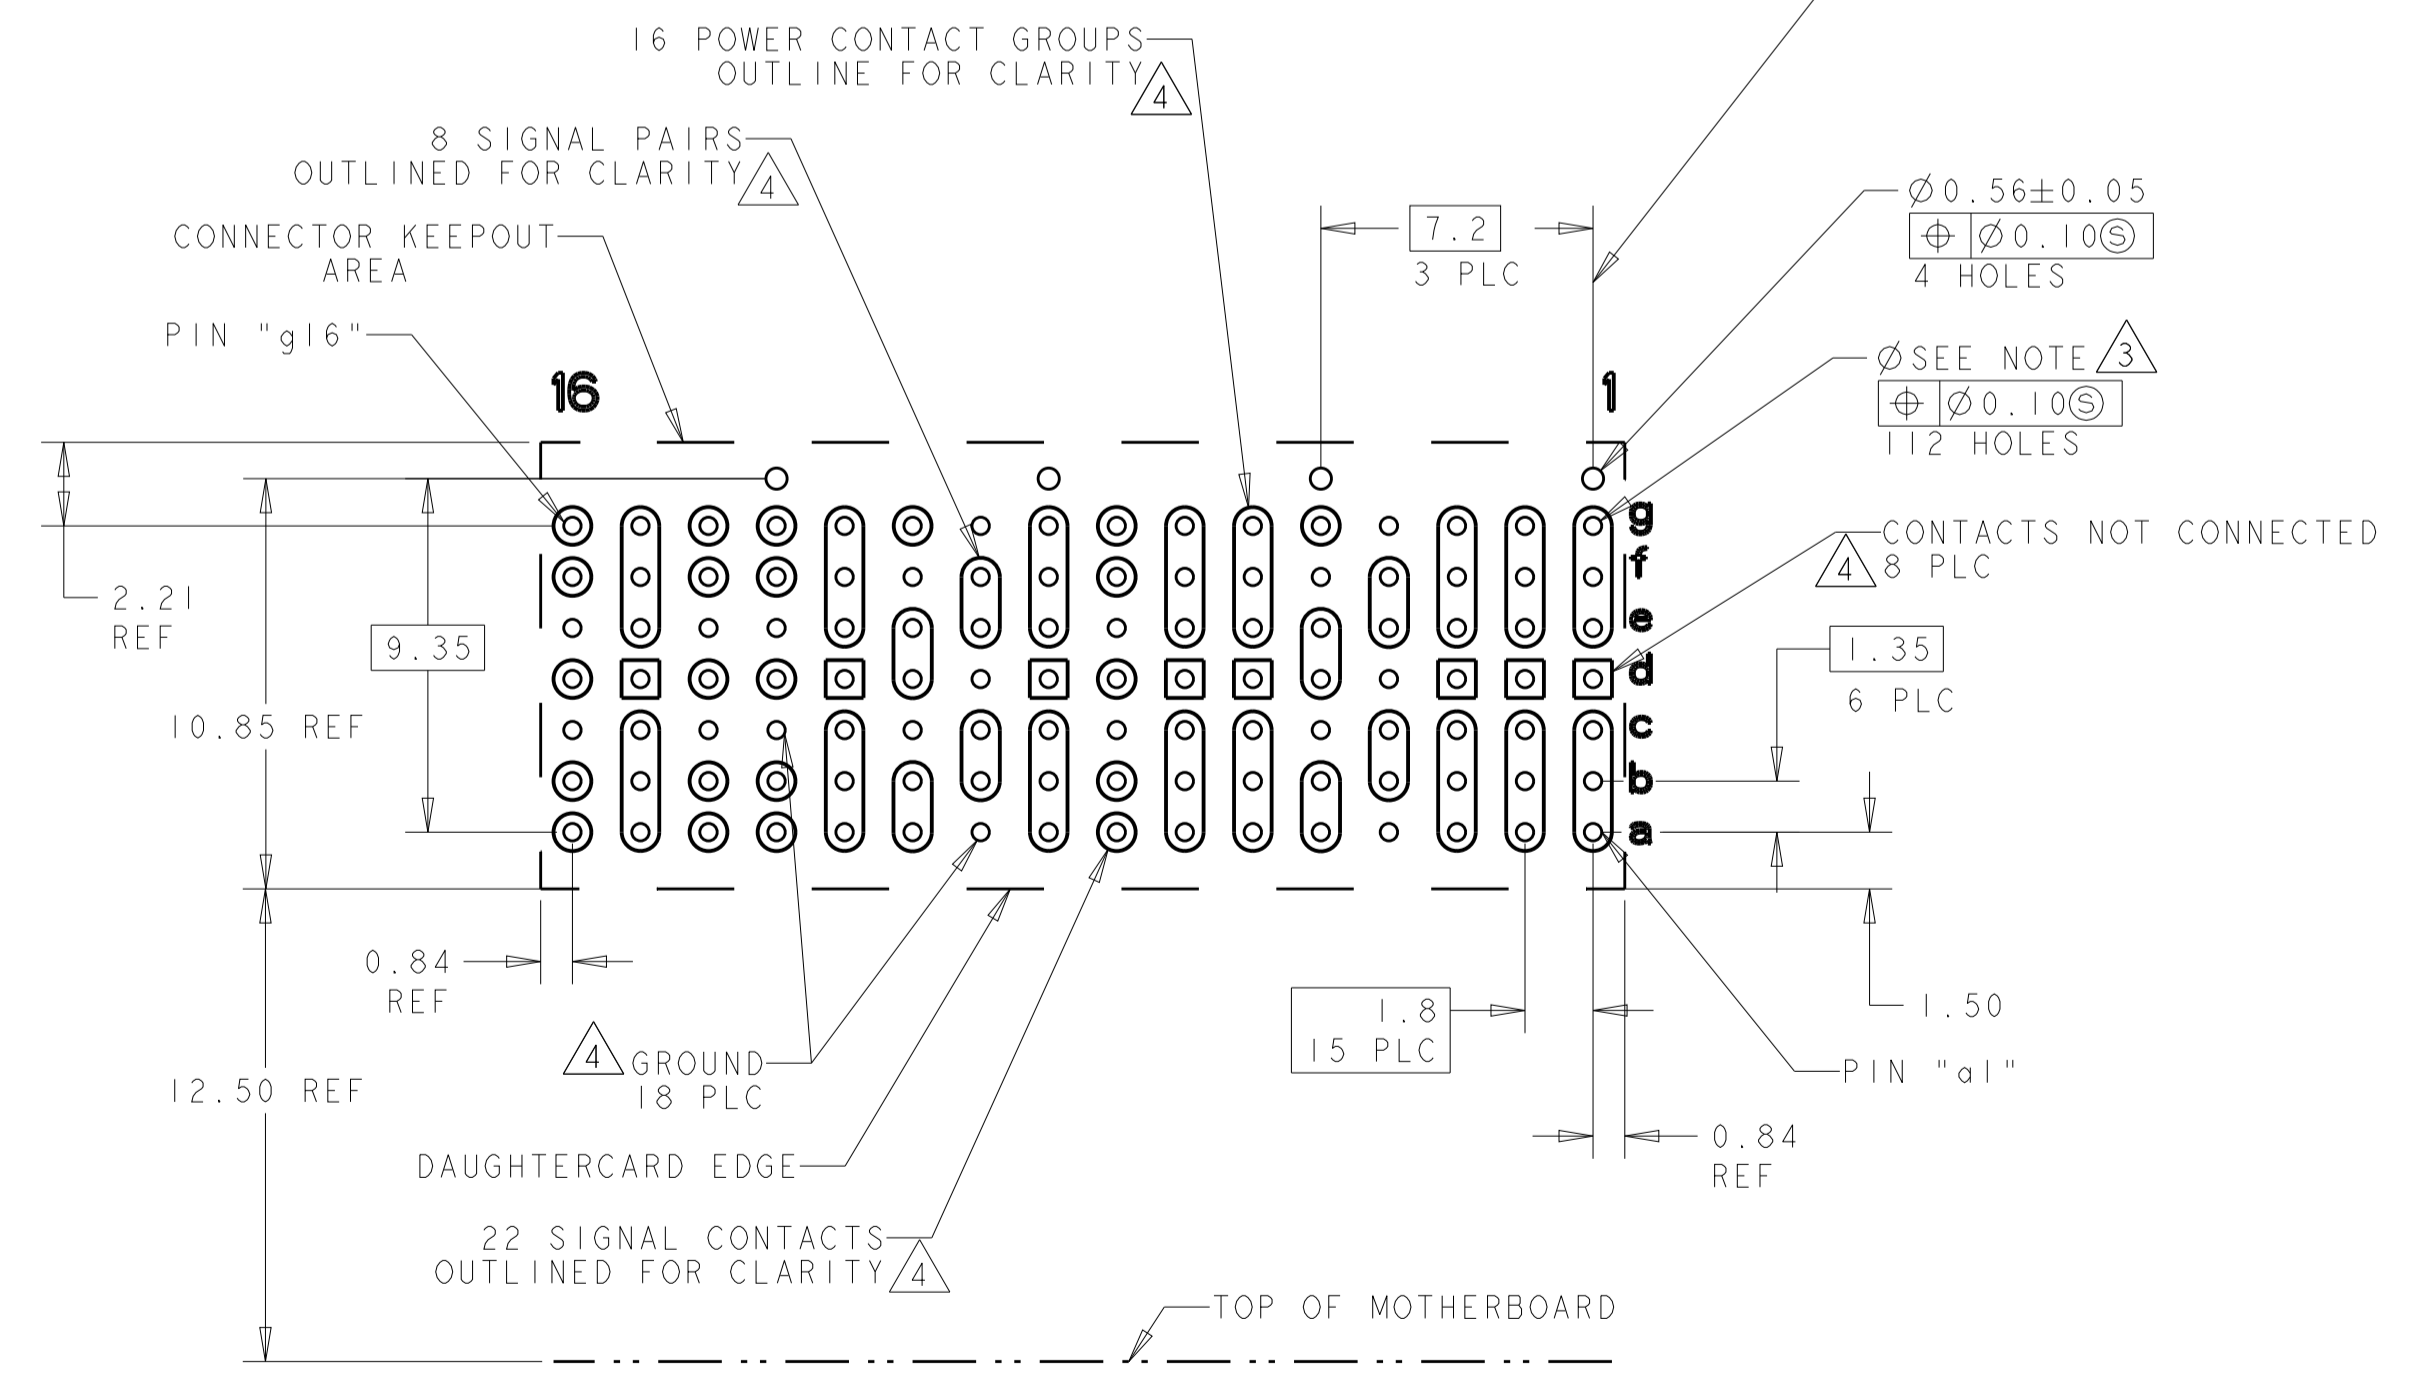 16 POWER CONTACT GROUPS
OUTLINE FOR CLARITY
4
8 SIGNAL PAIRS
OUTLINED FOR CLARITY
4
CONNECTOR KEEPOUT
AREA
PIN "g16"
7.2
3 PLC
Ø0.56±0.05
⌖ Ø0.10Ⓢ
4 HOLES
ØSEE NOTE 3
⌖ Ø0.10Ⓢ
112 HOLES
16
1
g
f
e
d
c
b
a
CONTACTS NOT CONNECTED
4 8 PLC
2.21
REF
9.35
10.85 REF
1.35
6 PLC
0.84
REF
1.8
15 PLC
1.50
4 GROUND
18 PLC
PIN "a1"
12.50 REF
0.84
REF
DAUGHTERCARD EDGE
22 SIGNAL CONTACTS
OUTLINED FOR CLARITY
4
TOP OF MOTHERBOARD